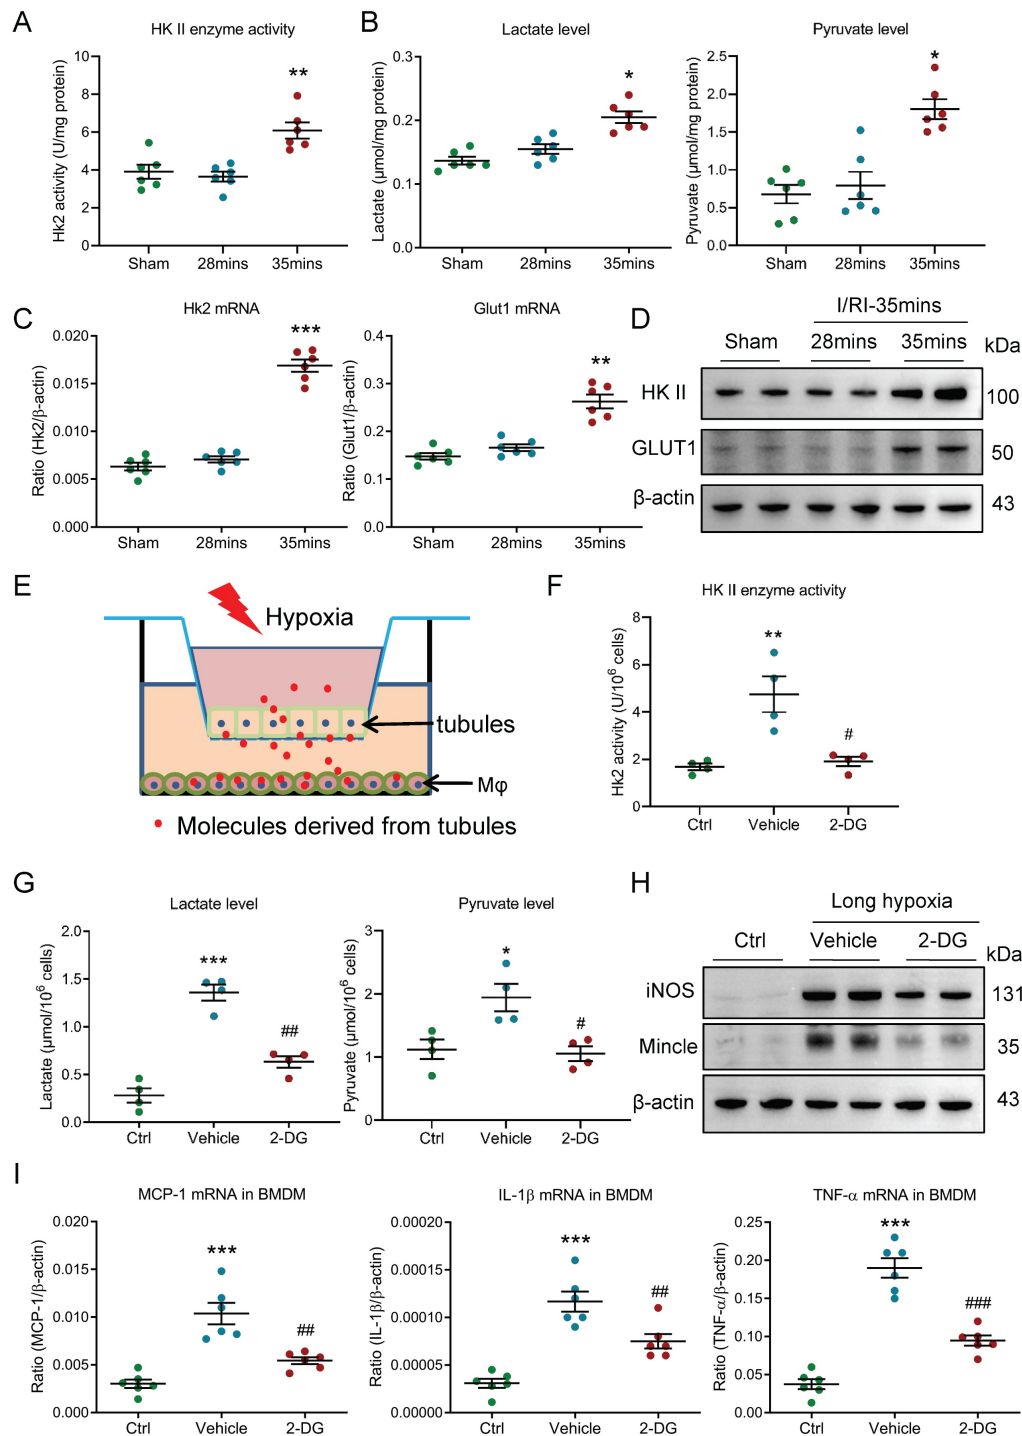 A
HK II enzyme activity
Hk2 activity (U/mg protein)
10
8
6
4
2
0
**
Sham
28mins
35mins
B
Lactate level
Lactate (μmol/mg protein)
0.3
0.2
0.1
0.0
*
Sham
28mins
35mins
Pyruvate level
Pyruvate (μmol/mg protein)
2.5
2.0
1.5
1.0
0.5
0.0
*
Sham
28mins
35mins
C
Hk2 mRNA
Ratio (Hk2/β-actin)
0.020
0.015
0.010
0.005
0.000
***
Sham
28mins
35mins
Glut1 mRNA
Ratio (Glut1/β-actin)
0.4
0.3
0.2
0.1
0.0
**
Sham
28mins
35mins
D
I/RI-35mins
Sham
28mins
35mins
kDa
HK II
100
GLUT1
50
β-actin
43
E
Hypoxia
tubules
Mφ
Molecules derived from tubules
F
HK II enzyme activity
Hk2 activity (U/10⁶ cells)
8
6
4
2
0
**
#
Ctrl
Vehicle
2-DG
G
Lactate level
Lactate (μmol/10⁶ cells)
2.0
1.5
1.0
0.5
0.0
***
##
Ctrl
Vehicle
2-DG
Pyruvate level
Pyruvate (μmol/10⁶ cells)
3
2
1
0
*
#
Ctrl
Vehicle
2-DG
H
Long hypoxia
Ctrl
Vehicle
2-DG
kDa
iNOS
131
Mincle
35
β-actin
43
I
MCP-1 mRNA in BMDM
Ratio (MCP-1/β-actin)
0.020
0.015
0.010
0.005
0.000
***
##
Ctrl
Vehicle
2-DG
IL-1β mRNA in BMDM
Ratio (IL-1β/β-actin)
0.00020
0.00015
0.00010
0.00005
0.00000
***
##
Ctrl
Vehicle
2-DG
TNF-α mRNA in BMDM
Ratio (TNF-α/β-actin)
0.25
0.20
0.15
0.10
0.05
0.00
***
###
Ctrl
Vehicle
2-DG